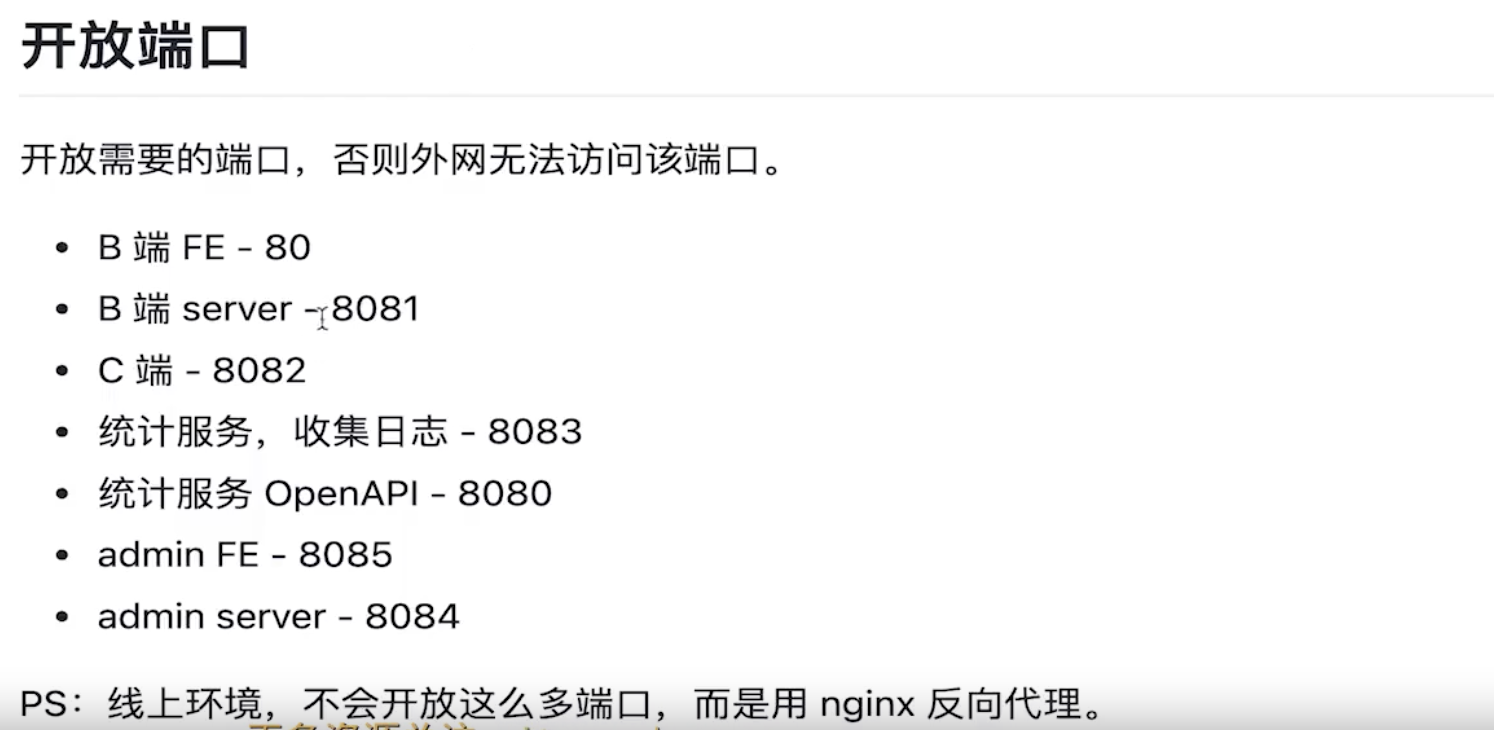 开放端口
开放需要的端口，否则外网无法访问该端口。
• B 端 FE - 80
• B 端 server - 8081
• C 端 - 8082
• 统计服务，收集日志 - 8083
• 统计服务 OpenAPI - 8080
• admin FE - 8085
• admin server - 8084
PS：线上环境，不会开放这么多端口，而是用 nginx 反向代理。